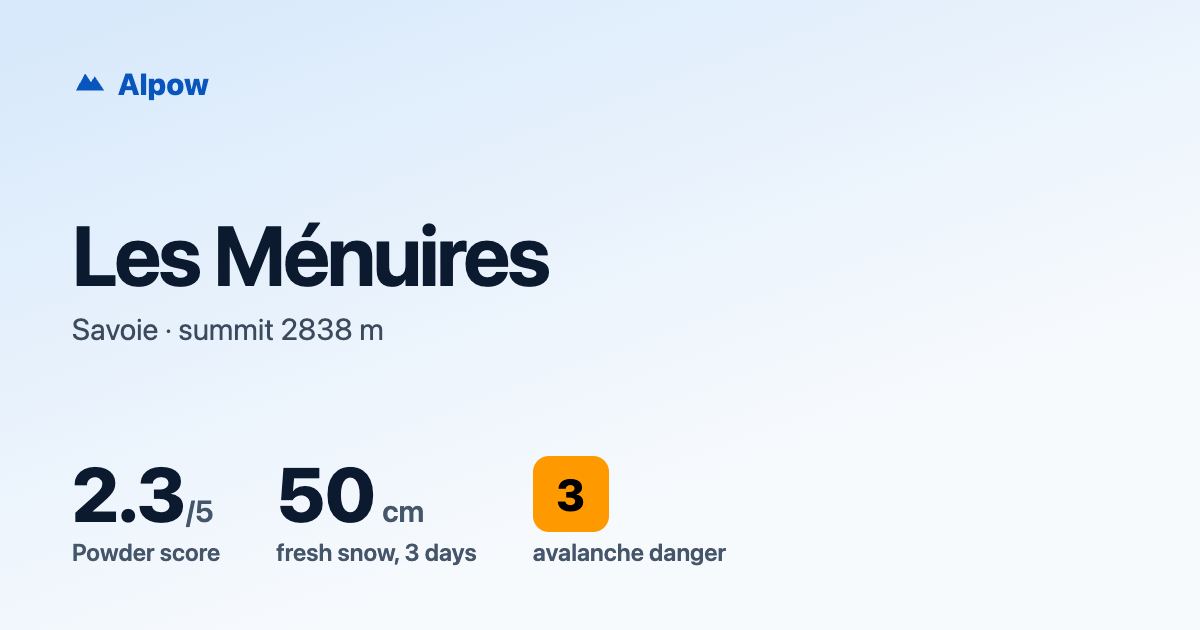 Alpow
Les Ménuires
Savoie · summit 2838 m
2.3/5
Powder score
50 cm
fresh snow, 3 days
3
avalanche danger